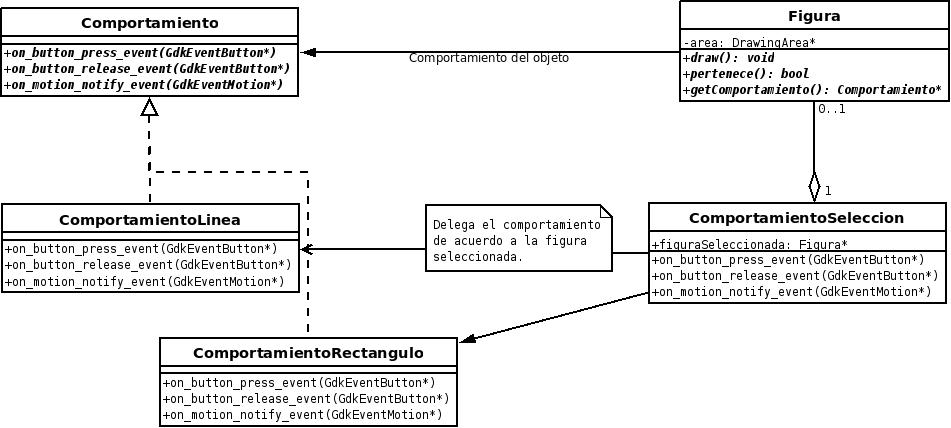 Comportamiento
+on_button_press_event(GdkEventButton*)
+on_button_release_event(GdkEventButton*)
+on_motion_notify_event(GdkEventMotion*)
Comportamiento del objeto
Figura
-area: DrawingArea*
+draw(): void
+pertenece(): bool
+getComportamiento(): Comportamiento*
0..1
1
ComportamientoLinea
+on_button_press_event(GdkEventButton*)
+on_button_release_event(GdkEventButton*)
+on_motion_notify_event(GdkEventMotion*)
Delega el comportamiento
de acuerdo a la figura
seleccionada.
ComportamientoSeleccion
+figuraSeleccionada: Figura*
+on_button_press_event(GdkEventButton*)
+on_button_release_event(GdkEventButton*)
+on_motion_notify_event(GdkEventMotion*)
ComportamientoRectangulo
+on_button_press_event(GdkEventButton*)
+on_button_release_event(GdkEventButton*)
+on_motion_notify_event(GdkEventMotion*)